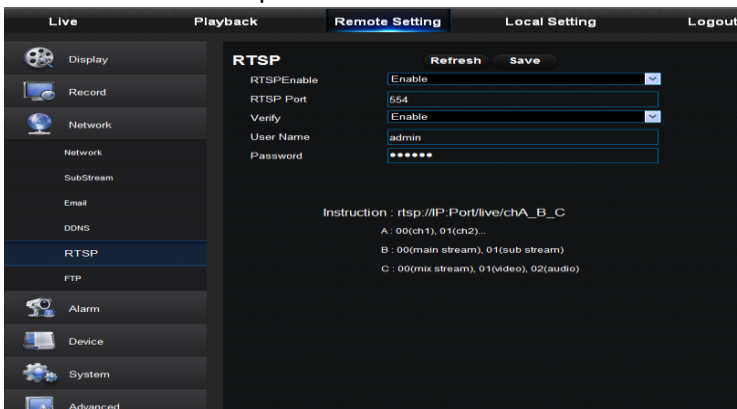 Live Playback Remote Setting Local Setting Logout
Display
Record
Network
Network
SubStream
Email
DDNS
RTSP
FTP
Alarm
Device
System
Advanced
RTSP Refresh Save
RTSPEnable Enable
RTSP Port 554
Verify Enable
User Name admin
Password ●●●●●●
Instruction : rtsp://IP:Port/live/chA_B_C
A : 00(ch1), 01(ch2)...
B : 00(main stream), 01(sub stream)
C : 00(mix stream), 01(video), 02(audio)